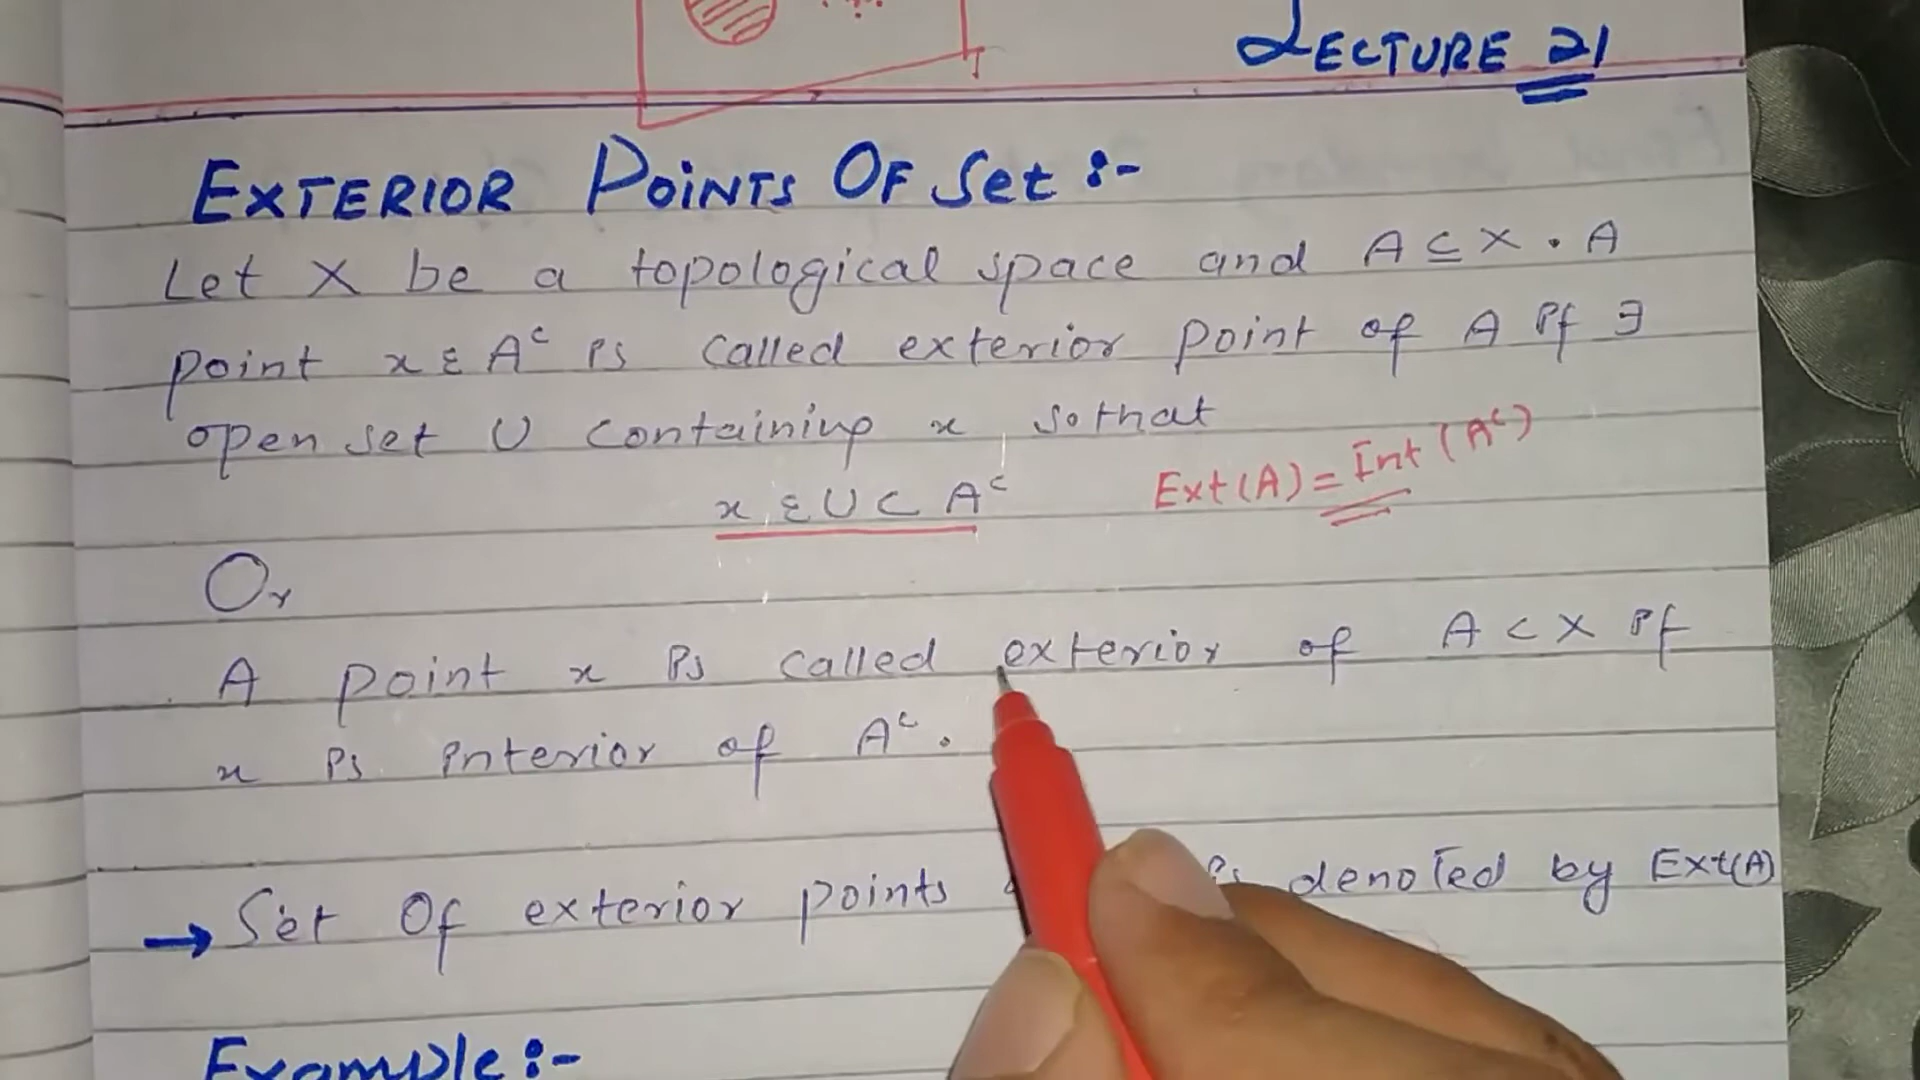 LECTURE 21
EXTERIOR POINTS OF Set :-
Let X be a topological space and A ⊆ X . A
point x ε Aᶜ is called exterior point of A if ∃
open set U containing x so that
x ε U ⊂ Aᶜ
Ext(A) = Int (Aᶜ)
Or
A point x is called exterior of A ⊂ X if
x is interior of Aᶜ .
→ Set Of exterior points is denoted by Ext(A)
Example :-